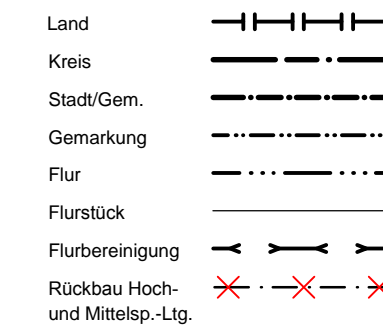 Land
Kreis
Stadt/Gem.
Gemarkung
Flur
Flurstück
Flurbereinigung
Rückbau Hoch-
und Mittelsp.-Ltg.